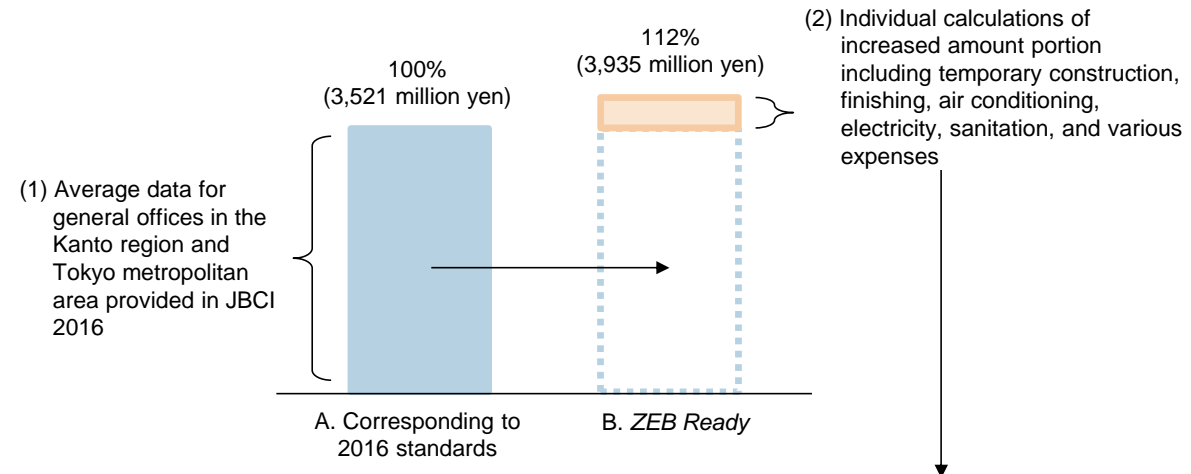 (1) Average data for
general offices in the
Kanto region and
Tokyo metropolitan
area provided in JBCI
2016
100%
(3,521 million yen)
112%
(3,935 million yen)
(2) Individual calculations of
increased amount portion
including temporary construction,
finishing, air conditioning,
electricity, sanitation, and various
expenses
A. Corresponding to
2016 standards
B. ZEB Ready